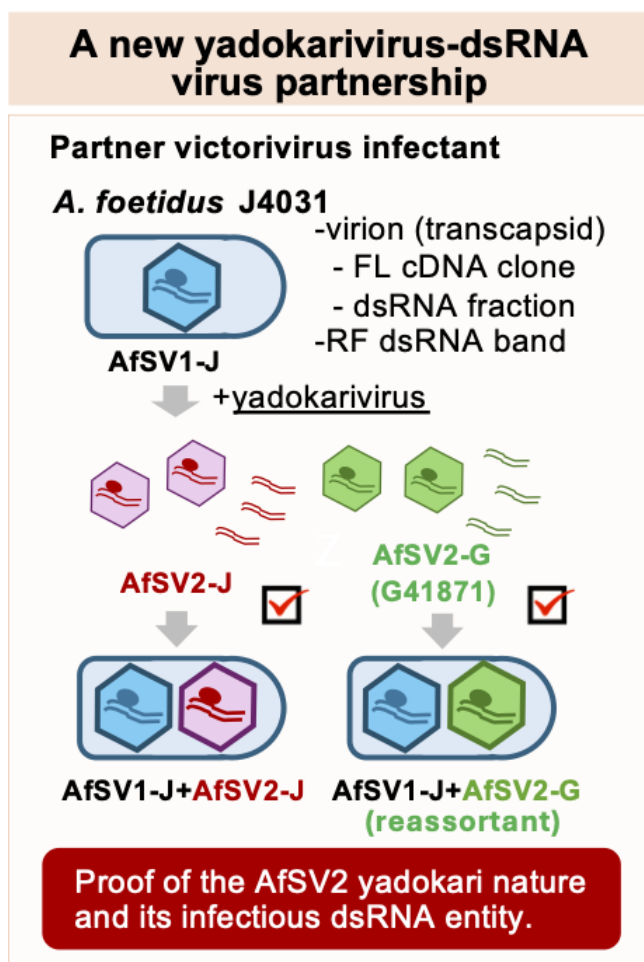 A new yadokarivirus-dsRNA
virus partnership
Partner victorivirus infectant
A. foetidus J4031
-virion (transcapsid)
- FL cDNA clone
- dsRNA fraction
-RF dsRNA band
AfSV1-J
+yadokarivirus
Z
AfSV2-J
AfSV2-G
(G41871)
AfSV1-J+AfSV2-J
AfSV1-J+AfSV2-G
(reassortant)
Proof of the AfSV2 yadokari nature
and its infectious dsRNA entity.